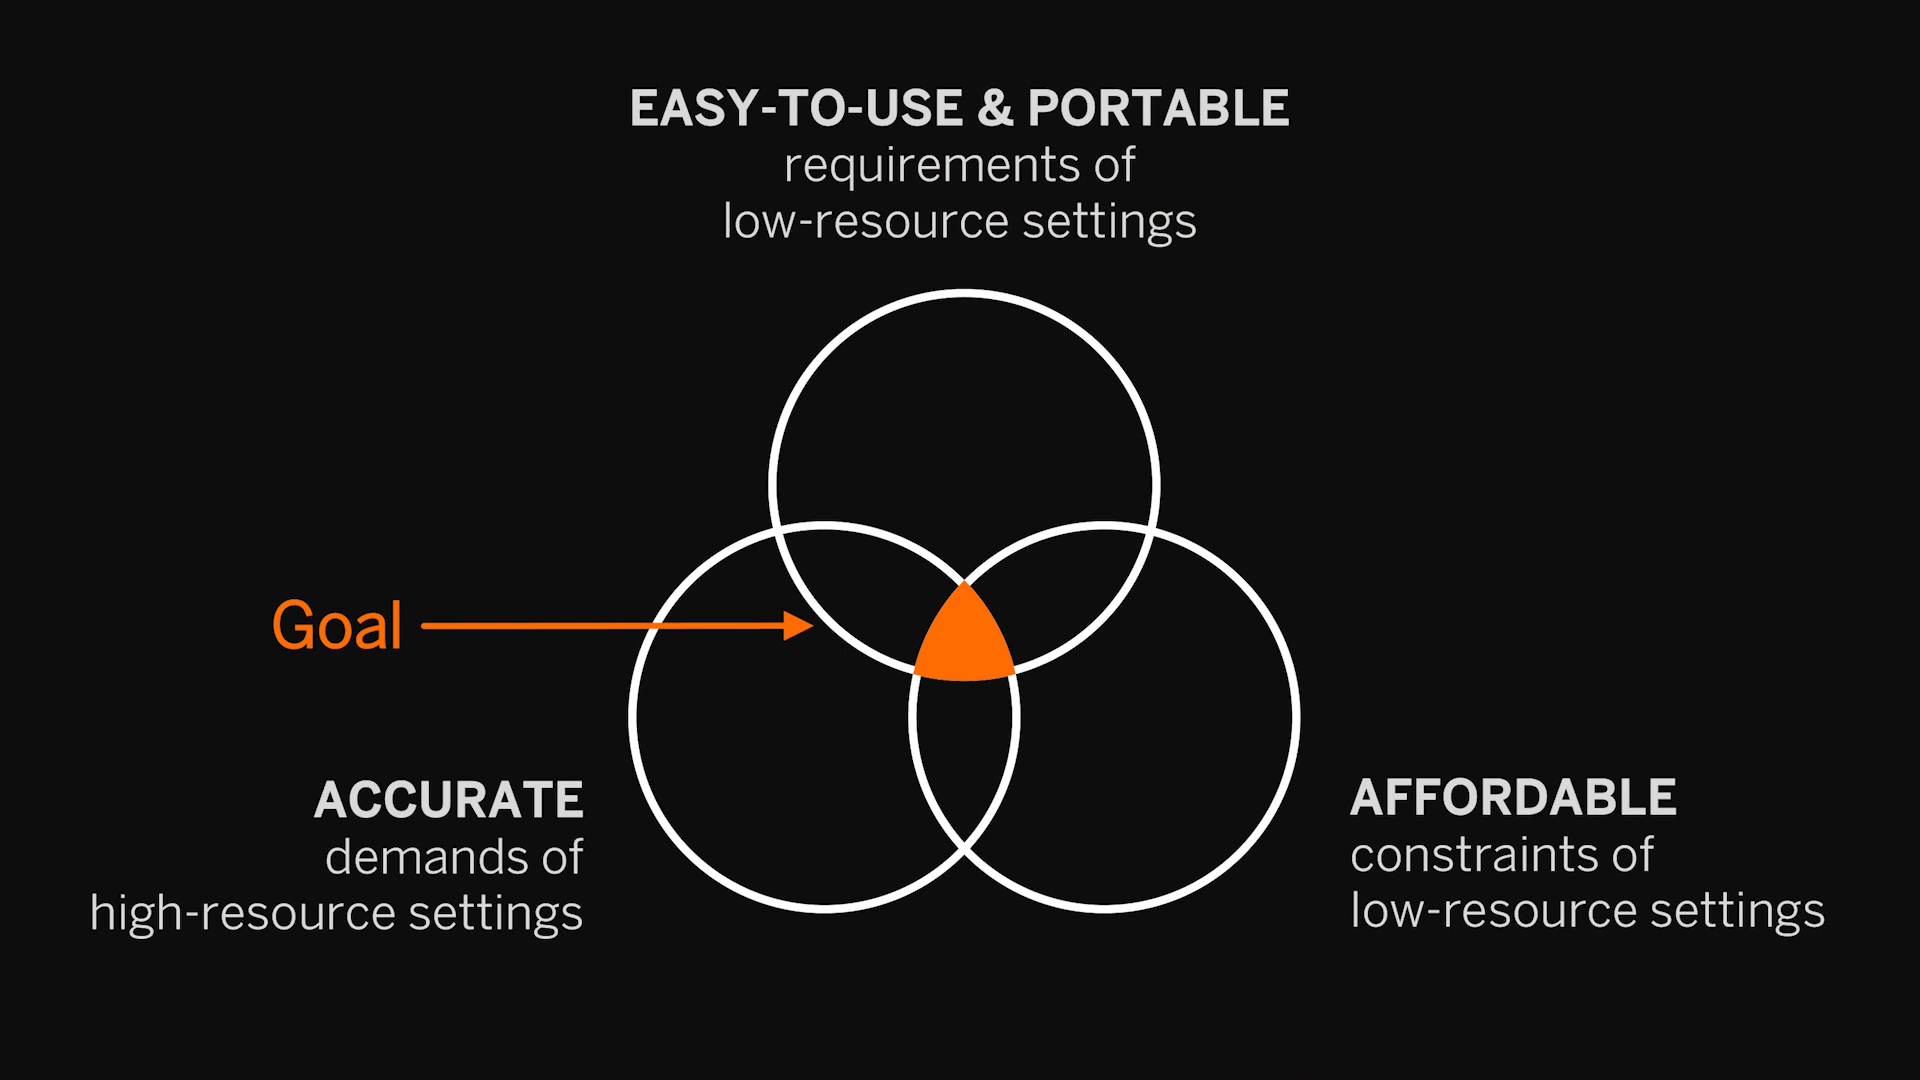 EASY-TO-USE & PORTABLE
requirements of
low-resource settings
Goal
ACCURATE
demands of
high-resource settings
AFFORDABLE
constraints of
low-resource settings